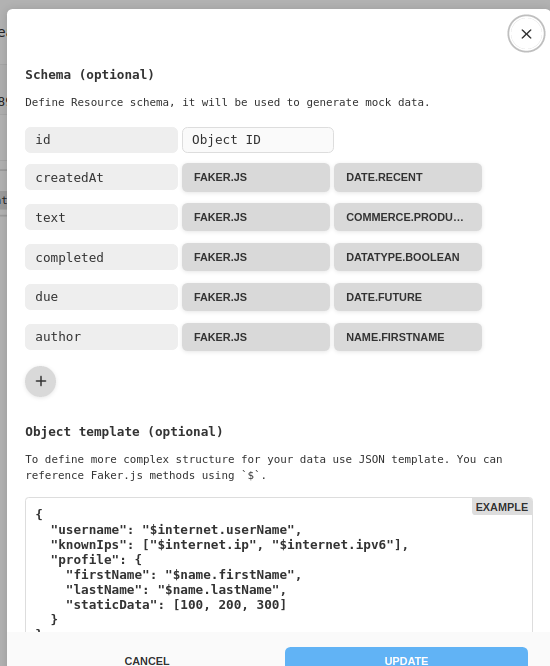 Schema (optional)
Define Resource schema, it will be used to generate mock data.
id Object ID
createdAt FAKER.JS DATE.RECENT
text FAKER.JS COMMERCE.PRODU...
completed FAKER.JS DATATYPE.BOOLEAN
due FAKER.JS DATE.FUTURE
author FAKER.JS NAME.FIRSTNAME
+
Object template (optional)
To define more complex structure for your data use JSON template. You can
reference Faker.js methods using `$`.
EXAMPLE
{
"username": "$internet.userName",
"knownIps": ["$internet.ip", "$internet.ipv6"],
"profile": {
"firstName": "$name.firstName",
"lastName": "$name.lastName",
"staticData": [100, 200, 300]
}
}
CANCEL UPDATE